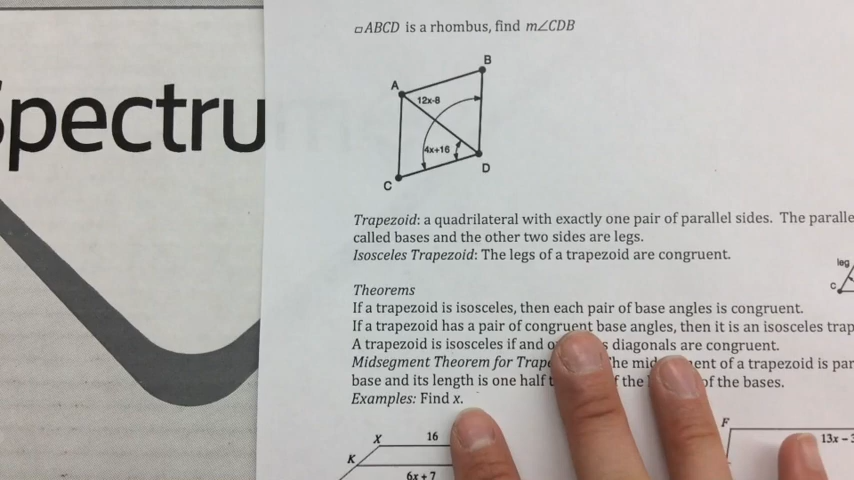 ▱ABCD is a rhombus, find m∠CDB
A
B
12x-8
4x+16
D
C
Spectru
Trapezoid: a quadrilateral with exactly one pair of parallel sides. The paralle
called bases and the other two sides are legs.
Isosceles Trapezoid: The legs of a trapezoid are congruent.
leg
C
Theorems
If a trapezoid is isosceles, then each pair of base angles is congruent.
If a trapezoid has a pair of congruent base angles, then it is an isosceles trap
A trapezoid is isosceles if and diagonals are congruent.
Midsegment Theorem for of a trapezoid is par
base and its length is one half of the of the bases.
Examples: Find x.
X
16
K
6x + 7
F
13x – 3